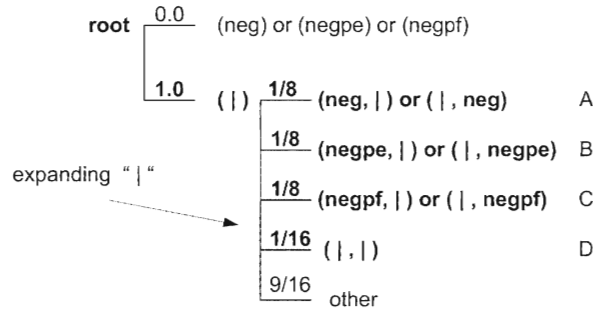 root 0.0 (neg) or (negpe) or (negpf)
1.0 ( | ) 1/8 (neg, | ) or ( | , neg) A
1/8 (negpe, | ) or ( | , negpe) B
expanding " | "
1/8 (negpf, | ) or ( | , negpf) C
1/16 ( | , | ) D
9/16 other